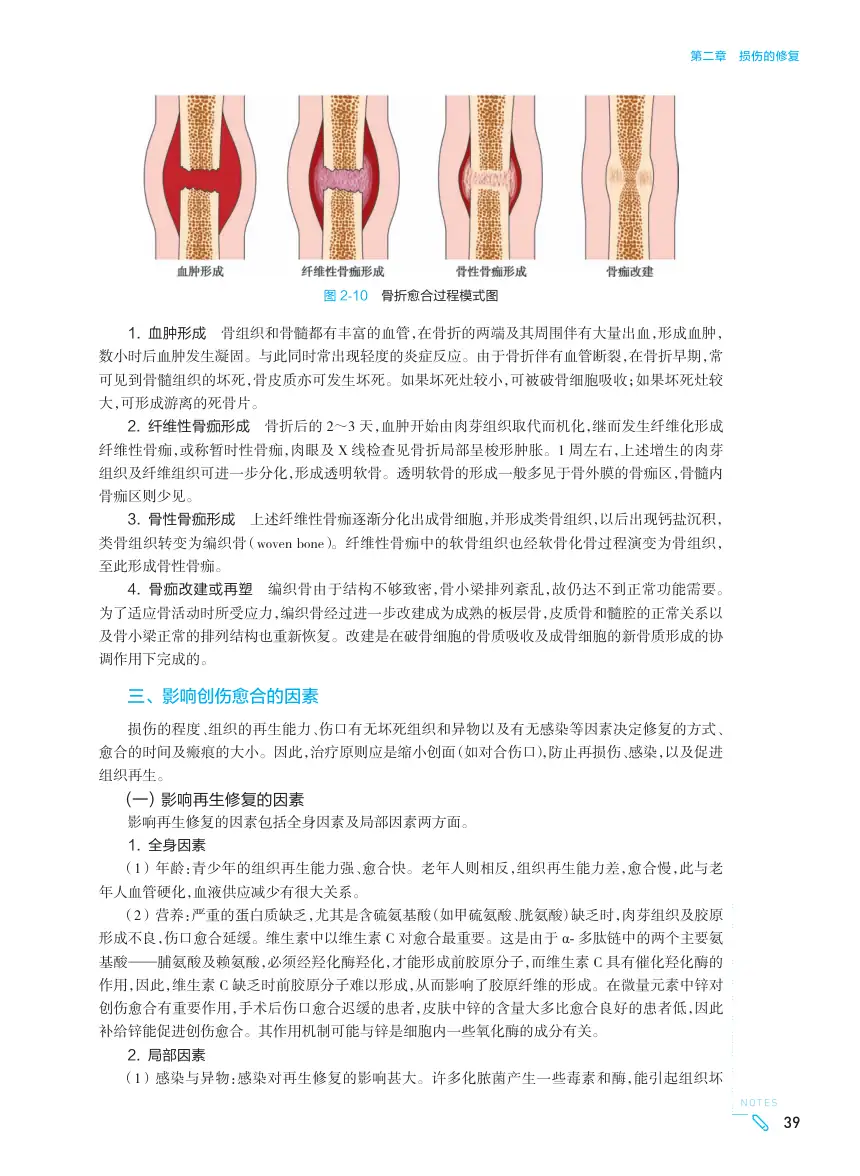 第二章 损伤的修复
血肿形成 纤维性骨痂形成 骨性骨痂形成 骨痂改建
图 2-10 骨折愈合过程模式图
1. 血肿形成 骨组织和骨髓都有丰富的血管,在骨折的两端及其周围伴有大量出血,形成血肿,
数小时后血肿发生凝固。与此同时常出现轻度的炎症反应。由于骨折伴有血管断裂,在骨折早期,常
可见到骨髓组织的坏死,骨皮质亦可发生坏死。如果坏死灶较小,可被破骨细胞吸收;如果坏死灶较
大,可形成游离的死骨片。
2. 纤维性骨痂形成 骨折后的 2~3 天,血肿开始由肉芽组织取代而机化,继而发生纤维化形成
纤维性骨痂,或称暂时性骨痂,肉眼及 X 线检查见骨折局部呈梭形肿胀。1 周左右,上述增生的肉芽
组织及纤维组织可进一步分化,形成透明软骨。透明软骨的形成一般多见于骨外膜的骨痂区,骨髓内
骨痂区则少见。
3. 骨性骨痂形成 上述纤维性骨痂逐渐分化出成骨细胞,并形成类骨组织,以后出现钙盐沉积,
类骨组织转变为编织骨(woven bone)。纤维性骨痂中的软骨组织也经软骨化骨过程演变为骨组织,
至此形成骨性骨痂。
4. 骨痂改建或再塑 编织骨由于结构不够致密,骨小梁排列紊乱,故仍达不到正常功能需要。
为了适应骨活动时所受应力,编织骨经过进一步改建成为成熟的板层骨,皮质骨和髓腔的正常关系以
及骨小梁正常的排列结构也重新恢复。改建是在破骨细胞的骨质吸收及成骨细胞的新骨质形成的协
调作用下完成的。
三、影响创伤愈合的因素
损伤的程度、组织的再生能力、伤口有无坏死组织和异物以及有无感染等因素决定修复的方式、
愈合的时间及瘢痕的大小。因此,治疗原则应是缩小创面(如对合伤口),防止再损伤、感染,以及促进
组织再生。
(一) 影响再生修复的因素
影响再生修复的因素包括全身因素及局部因素两方面。
1. 全身因素
(1)年龄:青少年的组织再生能力强、愈合快。老年人则相反,组织再生能力差,愈合慢,此与老
年人血管硬化,血液供应减少有很大关系。
(2)营养:严重的蛋白质缺乏,尤其是含硫氨基酸(如甲硫氨酸、胱氨酸)缺乏时,肉芽组织及胶原
形成不良,伤口愈合延缓。维生素中以维生素 C 对愈合最重要。这是由于 α- 多肽链中的两个主要氨
基酸——脯氨酸及赖氨酸,必须经羟化酶羟化,才能形成前胶原分子,而维生素 C 具有催化羟化酶的
作用,因此,维生素 C 缺乏时前胶原分子难以形成,从而影响了胶原纤维的形成。在微量元素中锌对
创伤愈合有重要作用,手术后伤口愈合迟缓的患者,皮肤中锌的含量大多比愈合良好的患者低,因此
补给锌能促进创伤愈合。其作用机制可能与锌是细胞内一些氧化酶的成分有关。
2. 局部因素
(1)感染与异物:感染对再生修复的影响甚大。许多化脓菌产生一些毒素和酶,能引起组织坏
NOTES
39